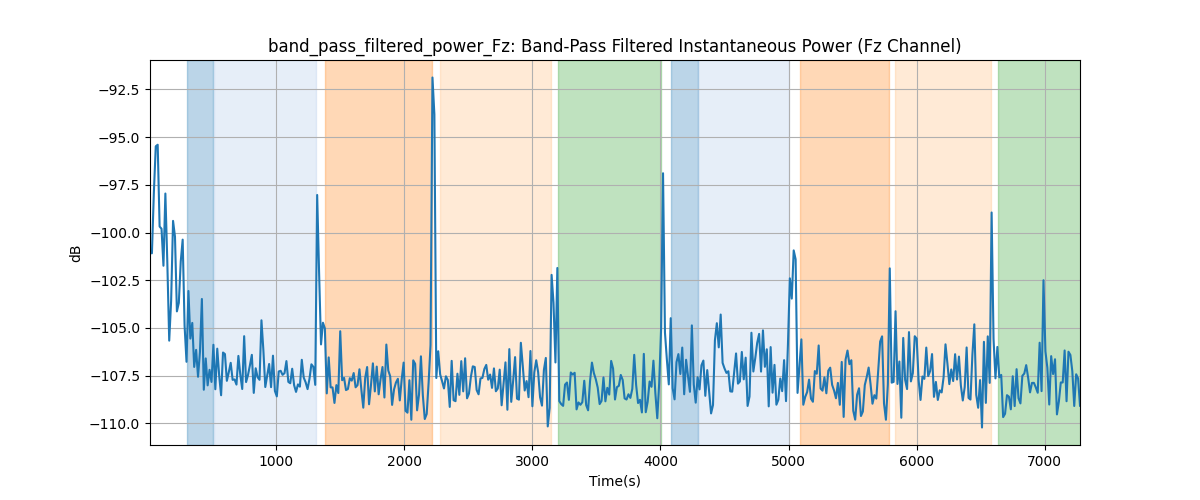 band_pass_filtered_power_Fz: Band-Pass Filtered Instantaneous Power (Fz Channel)
−92.5
−95.0
−97.5
−100.0
−102.5
−105.0
−107.5
−110.0
dB
1000 2000 3000 4000 5000 6000 7000
Time(s)